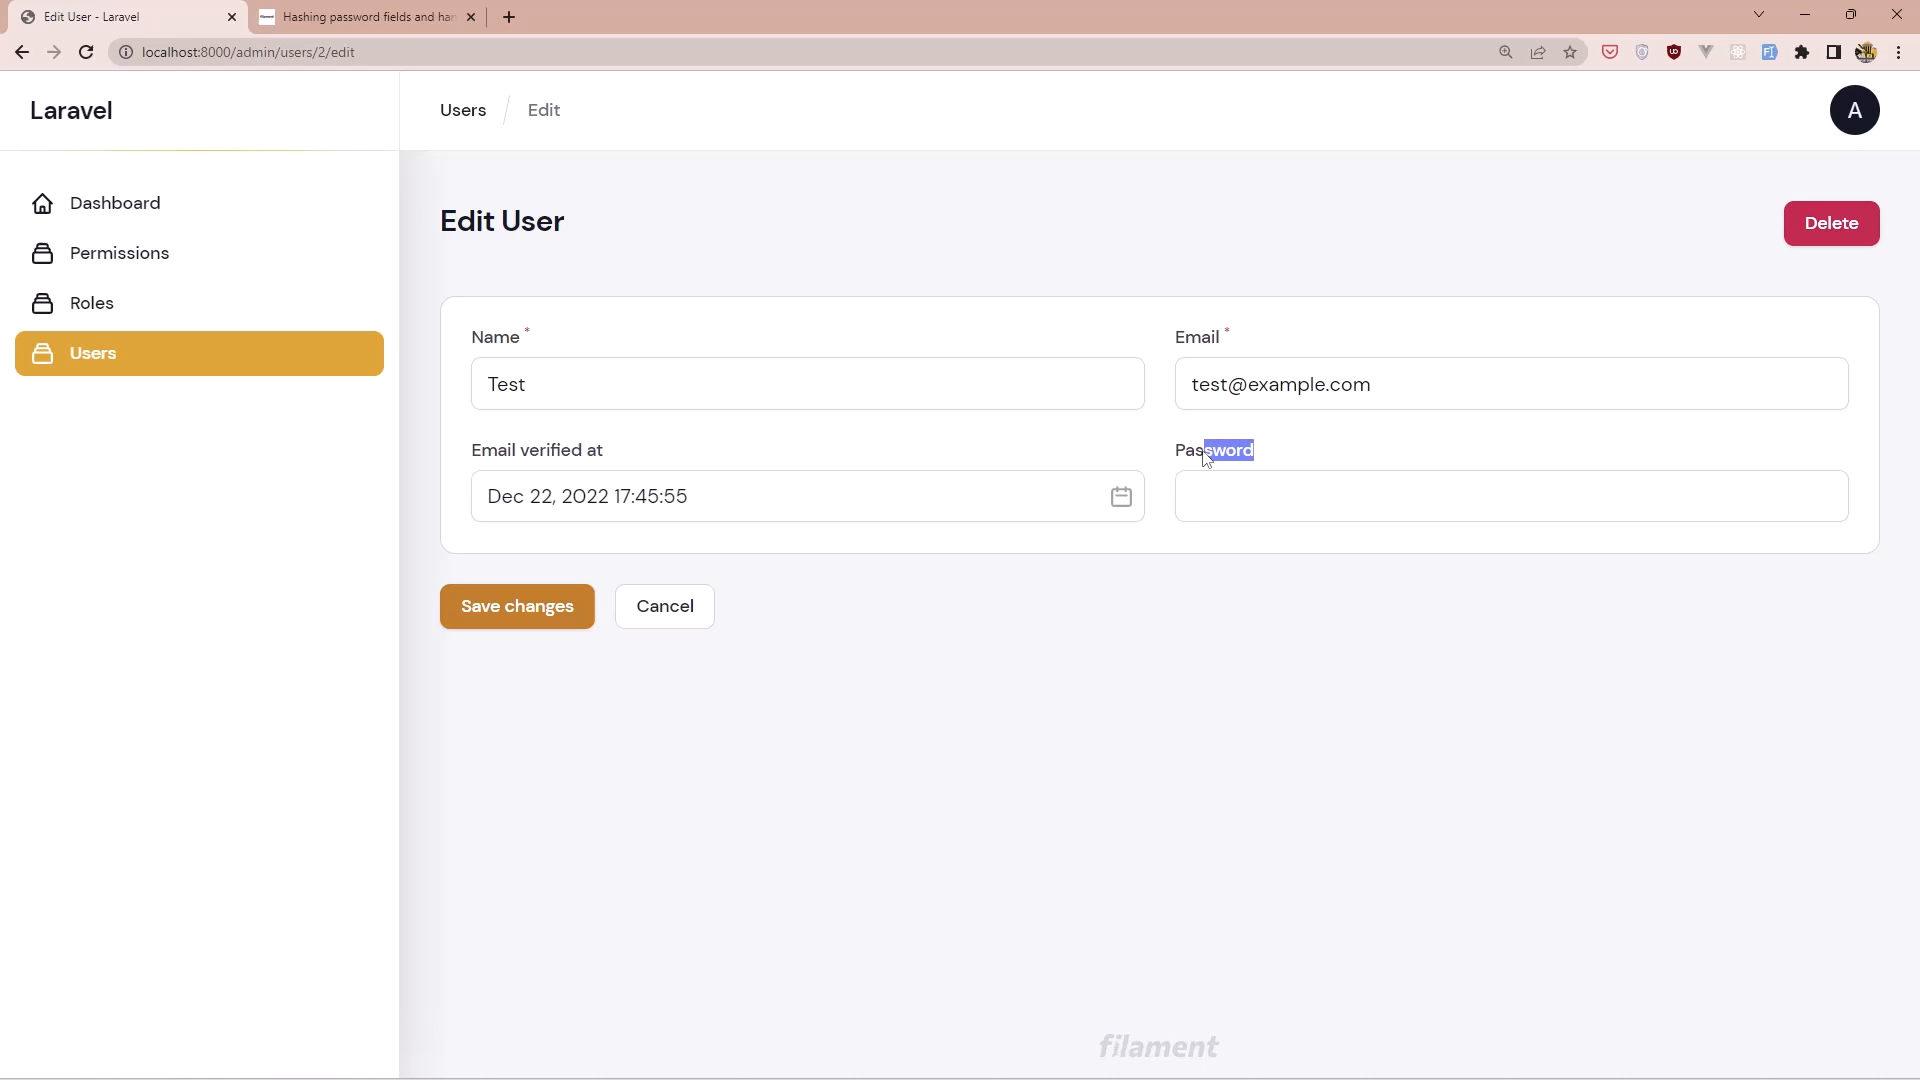 Edit User - Laravel
Hashing password fields and han
localhost:8000/admin/users/2/edit
Laravel
Users
Edit
A
Dashboard
Permissions
Roles
Users
Edit User
Delete
Name *
Email *
Test
test@example.com
Email verified at
Password
Dec 22, 2022 17:45:55
Save changes
Cancel
filament